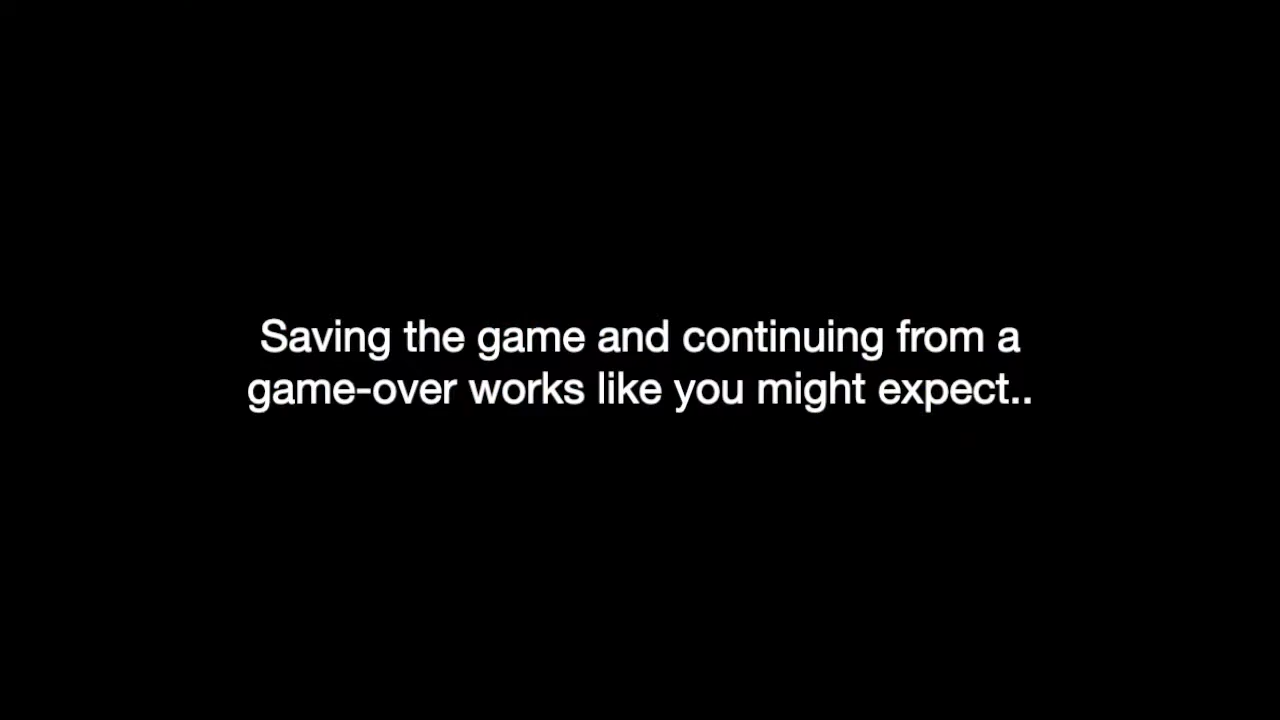 Saving the game and continuing from a
game-over works like you might expect..